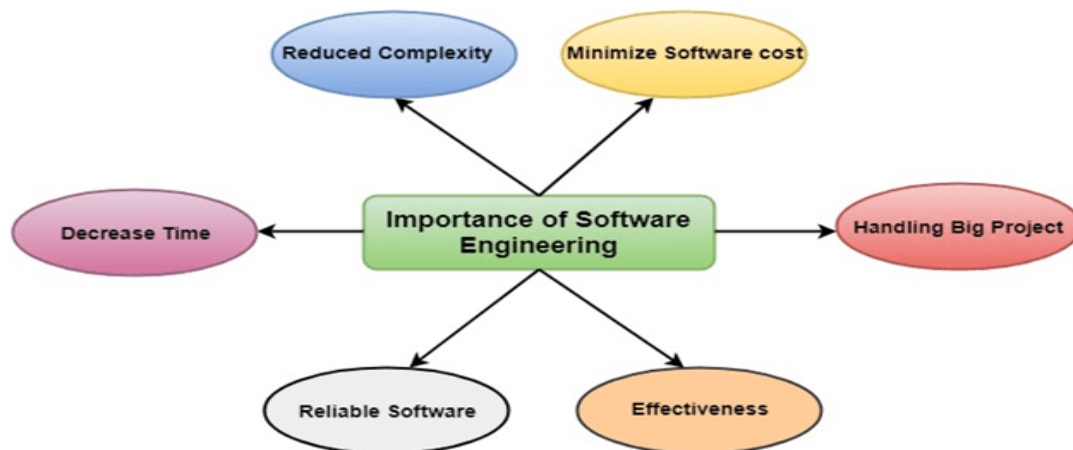 Reduced Complexity
Minimize Software cost
Decrease Time
Importance of Software
Engineering
Handling Big Project
Reliable Software
Effectiveness